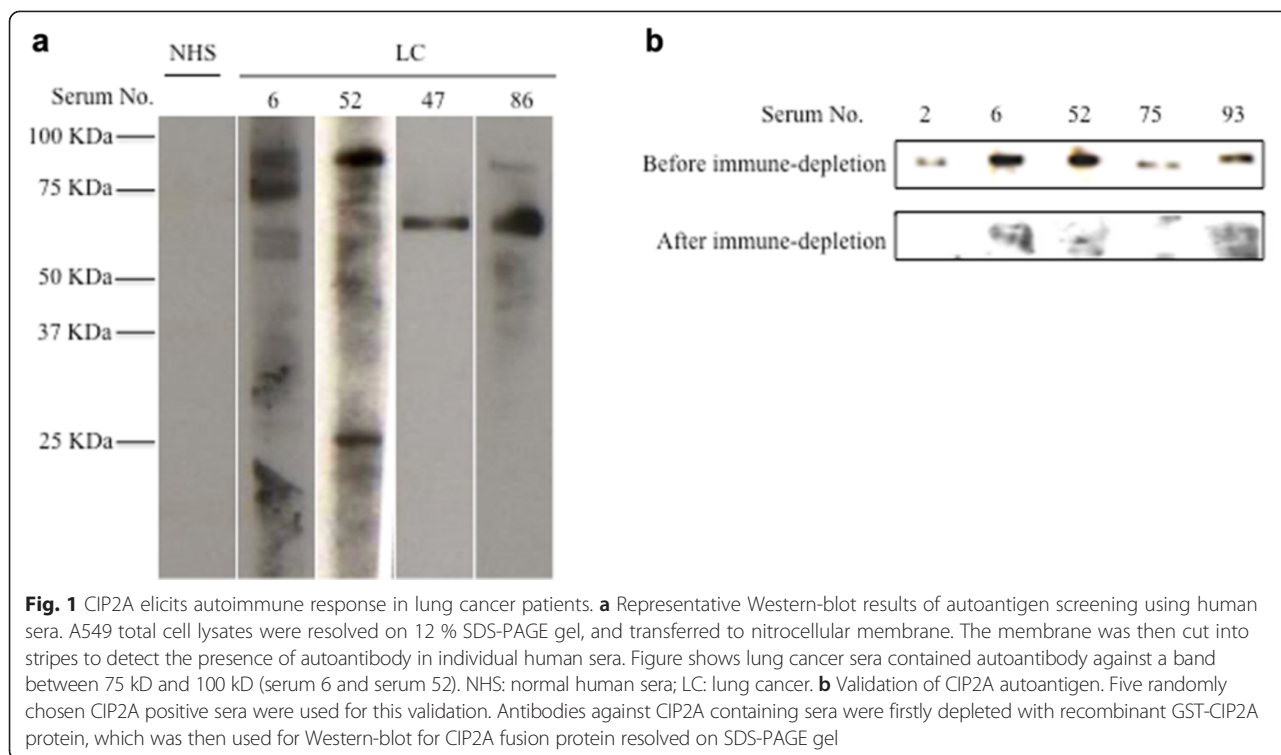 a
NHS
LC
Serum No.
6 52 47 86
100 KDa
75 KDa
50 KDa
37 KDa
25 KDa
b
Serum No. 2 6 52 75 93
Before immune-depletion
After immune-depletion
Fig. 1 CIP2A elicits autoimmune response in lung cancer patients. a Representative Western-blot results of autoantigen screening using human
sera. A549 total cell lysates were resolved on 12 % SDS-PAGE gel, and transferred to nitrocellular membrane. The membrane was then cut into
stripes to detect the presence of autoantibody in individual human sera. Figure shows lung cancer sera contained autoantibody against a band
between 75 kD and 100 kD (serum 6 and serum 52). NHS: normal human sera; LC: lung cancer. b Validation of CIP2A autoantigen. Five randomly
chosen CIP2A positive sera were used for this validation. Antibodies against CIP2A containing sera were firstly depleted with recombinant GST-CIP2A
protein, which was then used for Western-blot for CIP2A fusion protein resolved on SDS-PAGE gel